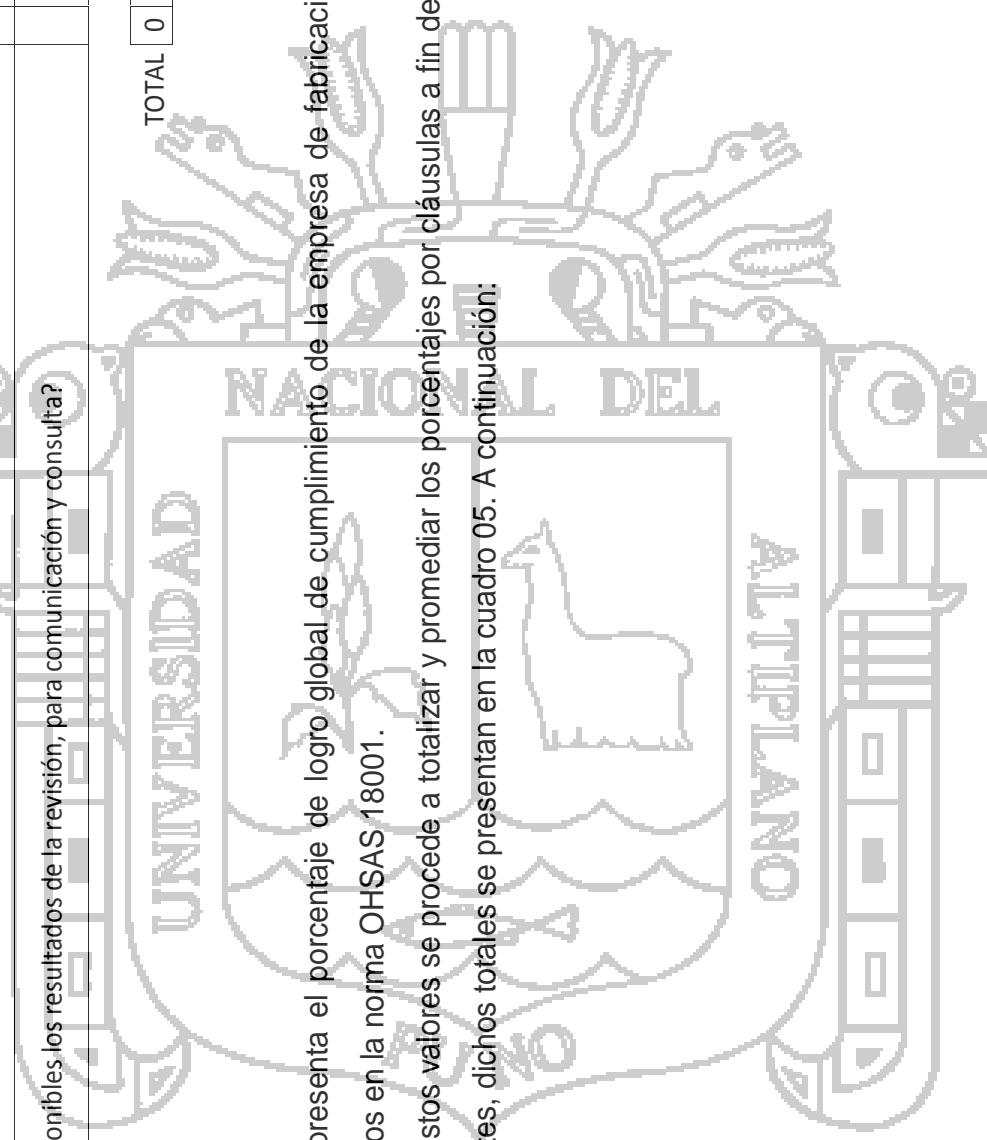 onibles los resultados de la revisión, para comunicación y consulta?
TOTAL 0
presenta el porcentaje de logro global de cumplimiento de la empresa de fabricaci
os en la norma OHSAS 18001.
stos valores se procede a totalizar y promediar los porcentajes por cláusulas a fin de
tes, dichos totales se presentan en la cuadro 05. A continuación:
UNIVERSIDAD
NACIONAL DEL
ALTIPLANO
PUNO